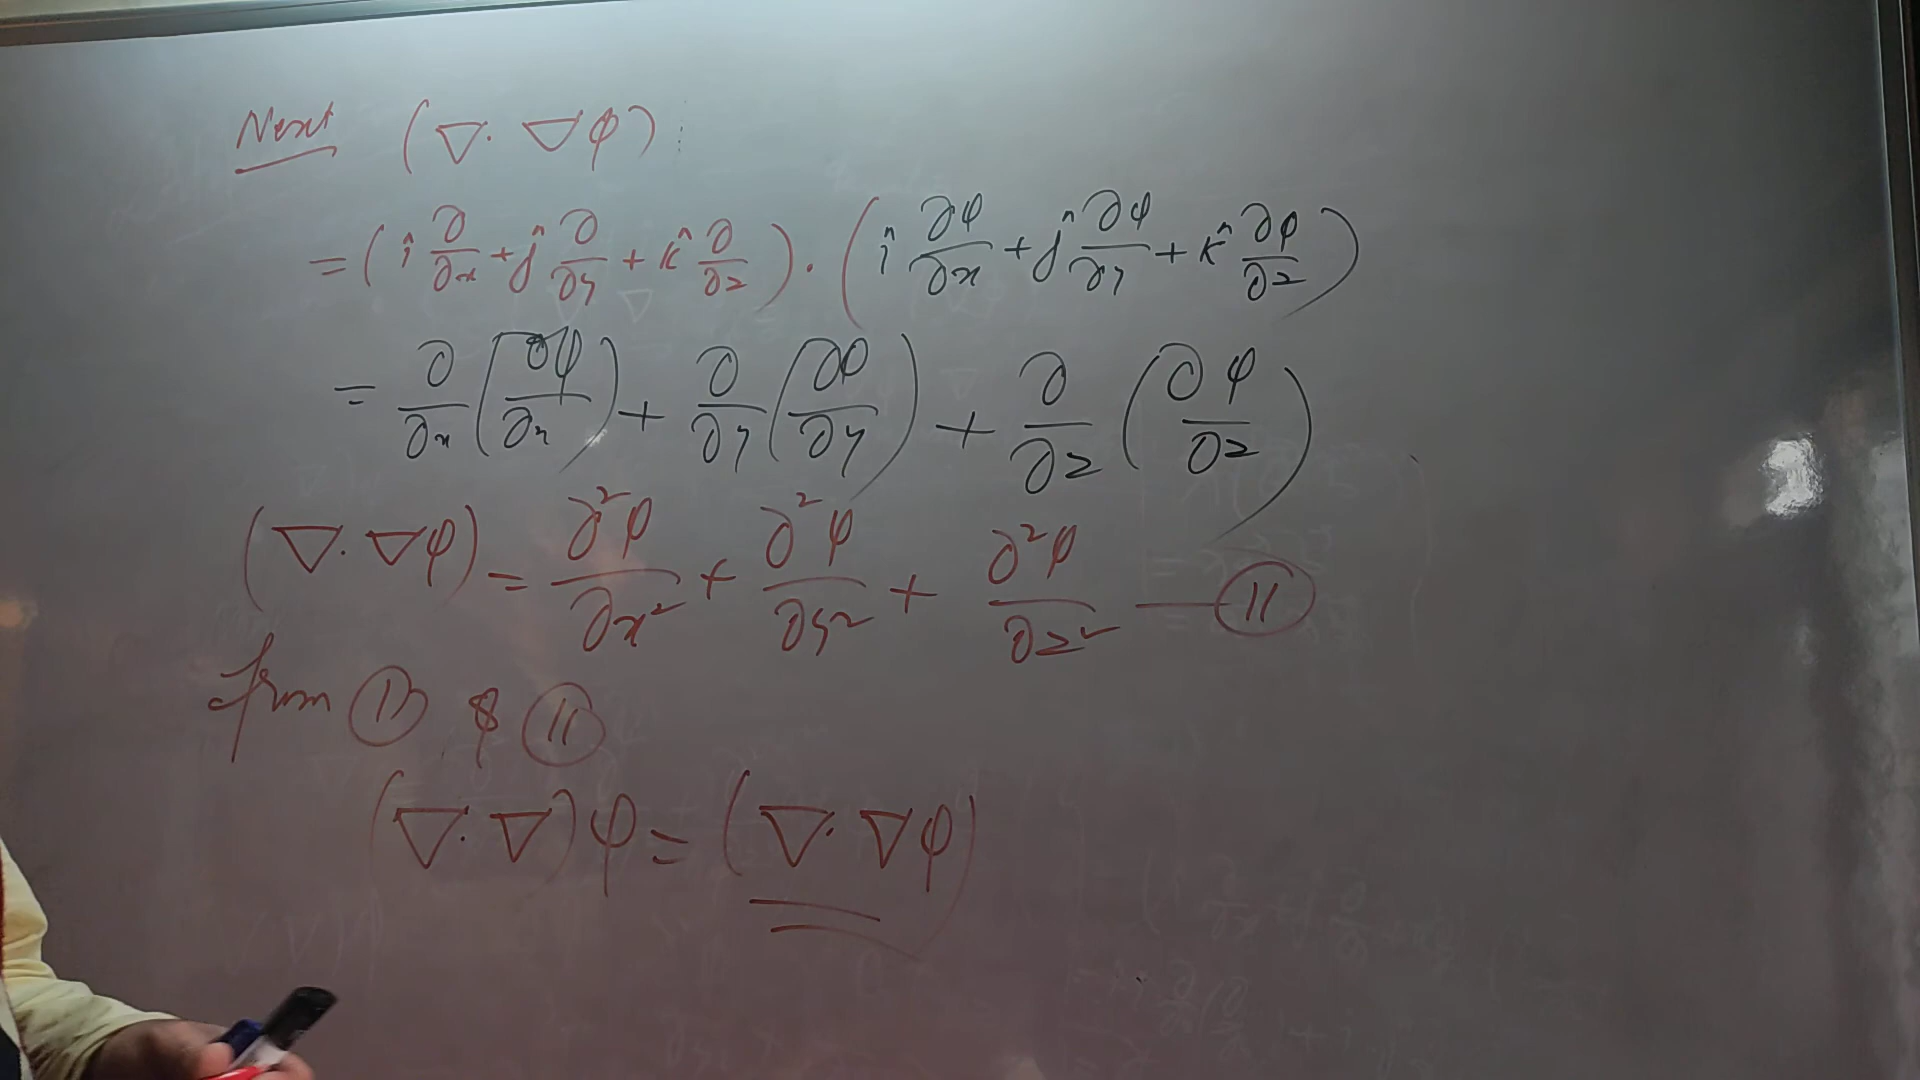 Next (∇. ∇φ) :
= (î ∂/∂x + ĵ ∂/∂y + k̂ ∂/∂z) . (î ∂φ/∂x + ĵ ∂φ/∂y + k̂ ∂φ/∂z)
= ∂/∂x (∂φ/∂x) + ∂/∂y (∂φ/∂y) + ∂/∂z (∂φ/∂z)
(∇. ∇φ) = ∂²φ/∂x² + ∂²φ/∂y² + ∂²φ/∂z² — (11)
from (1) & (11)
(∇. ∇)φ = (∇. ∇φ)